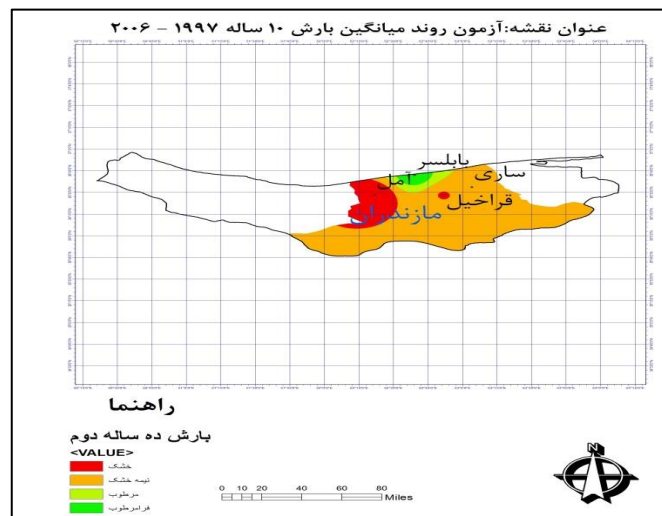 عنوان نقشه:آزمون روند میانگین بارش ۱۰ ساله ۱۹۹۷ – ۲۰۰۶
بابلسر
ساری
آمل
قراخیل
مازندران
راهنما
بارش ده ساله دوم
<VALUE>
خشک
نیمه خشک
مرطوب
فرامرطوب
N
0 10 20 40 60 80
Miles